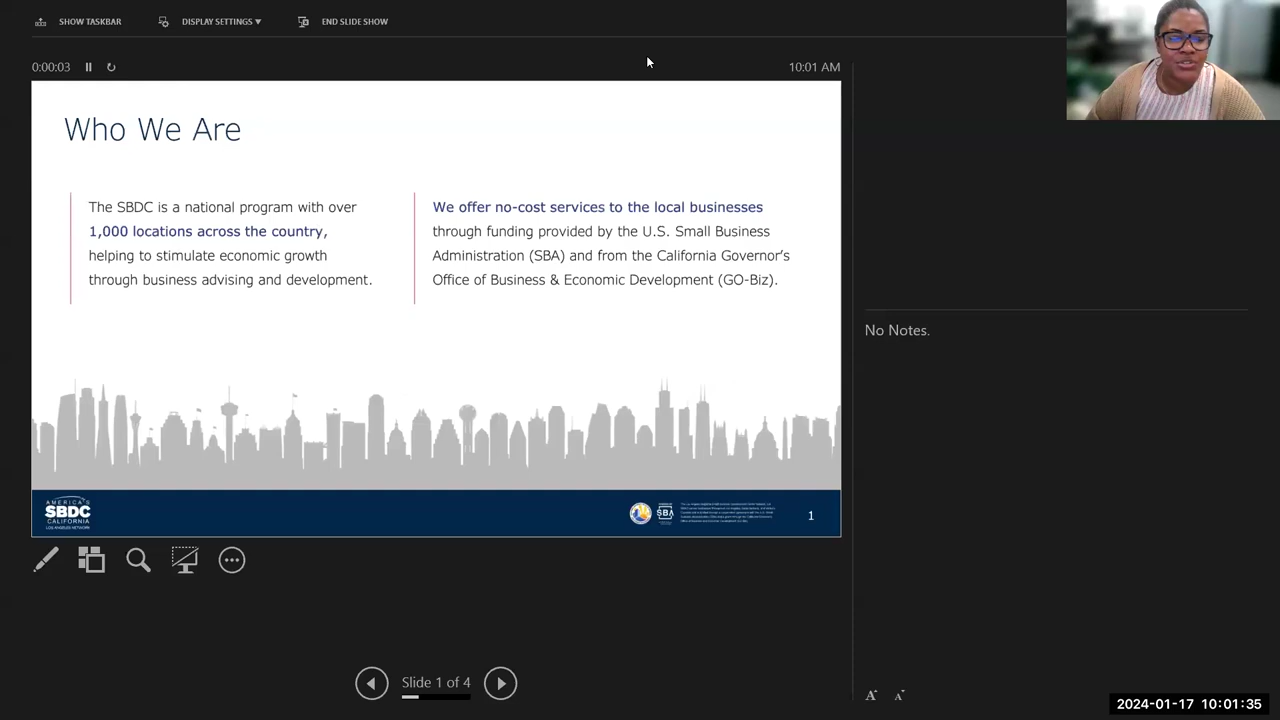 SHOW TASKBAR
DISPLAY SETTINGS ▼
END SLIDE SHOW
0:00:03
10:01 AM
Who We Are
The SBDC is a national program with over
1,000 locations across the country,
helping to stimulate economic growth
through business advising and development.
We offer no-cost services to the local businesses
through funding provided by the U.S. Small Business
Administration (SBA) and from the California Governor's
Office of Business & Economic Development (GO-Biz).
No Notes.
AMERICA'S
SBDC
CALIFORNIA
LOS ANGELES NETWORK
SBA
1
Slide 1 of 4
A A
2024-01-17 10:01:35